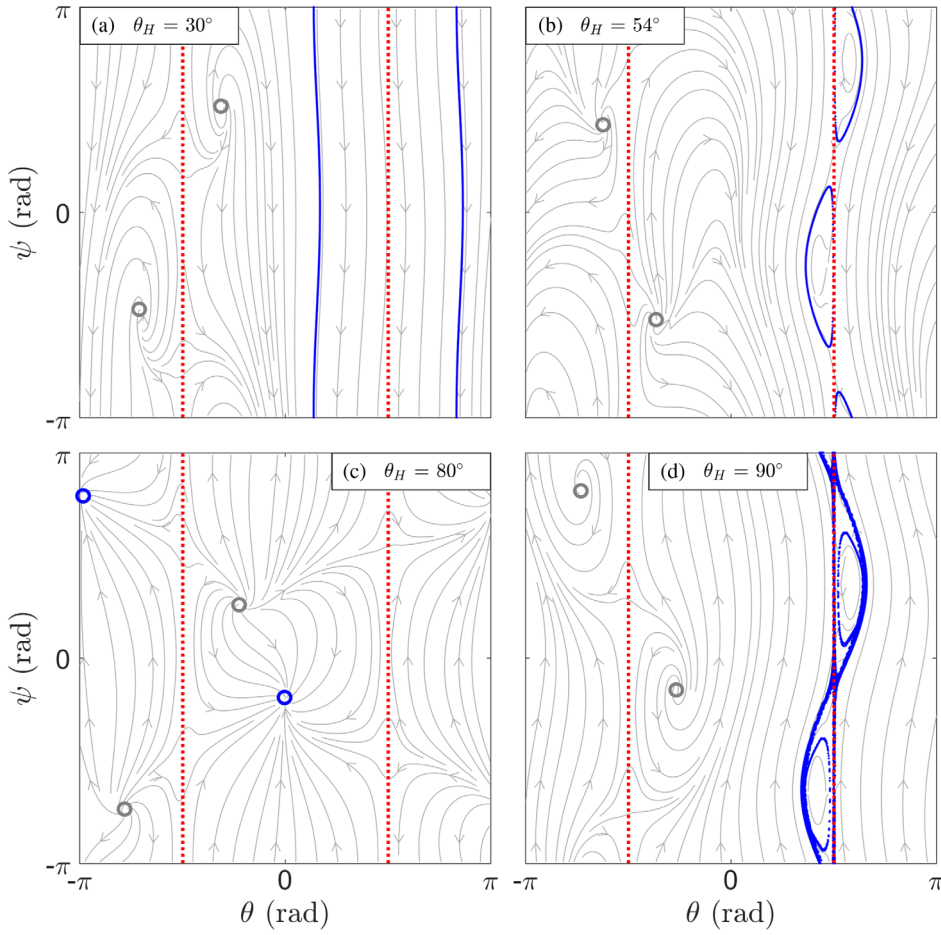 (a) θ_H = 30°
(b) θ_H = 54°
π
0
-π
ψ (rad)
(c) θ_H = 80°
(d) θ_H = 90°
π
0
-π
ψ (rad)
-π 0 π
-π 0 π
θ (rad)
θ (rad)